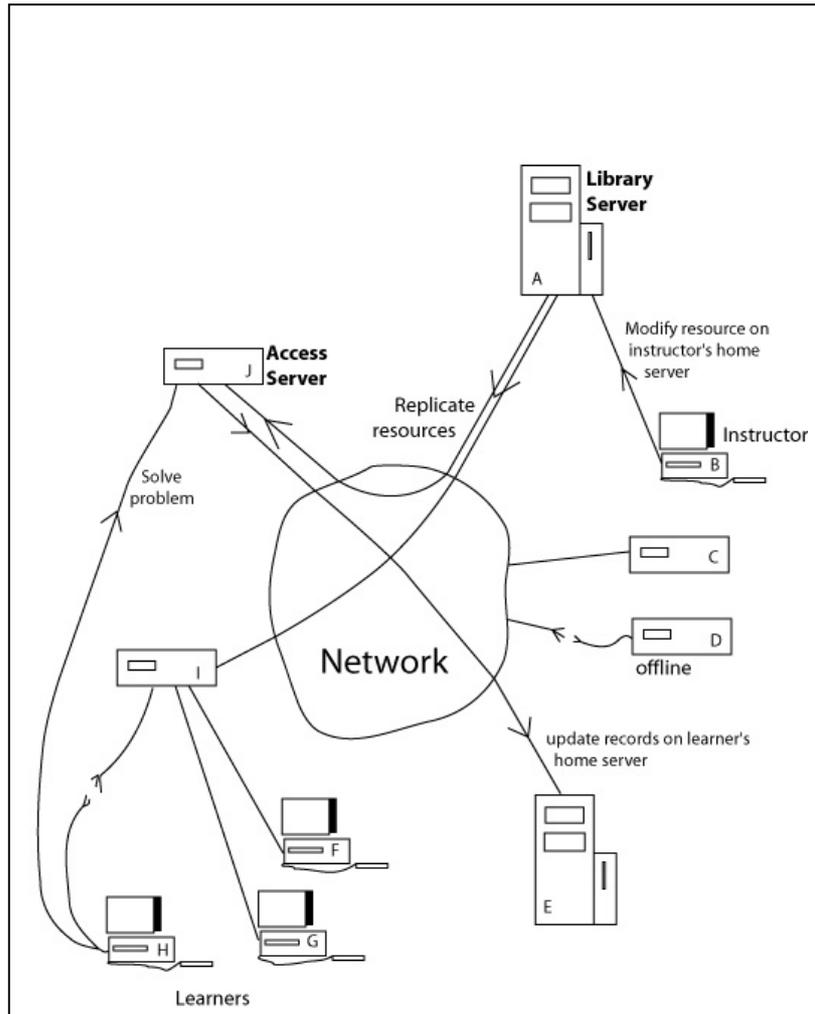 Library
Server
A
Modify resource on
instructor's home
server
Access
Server
J
Replicate
resources
Instructor
B
Solve
problem
C
D
offline
Network
I
update records on learner's
home server
F
E
G
H
Learners